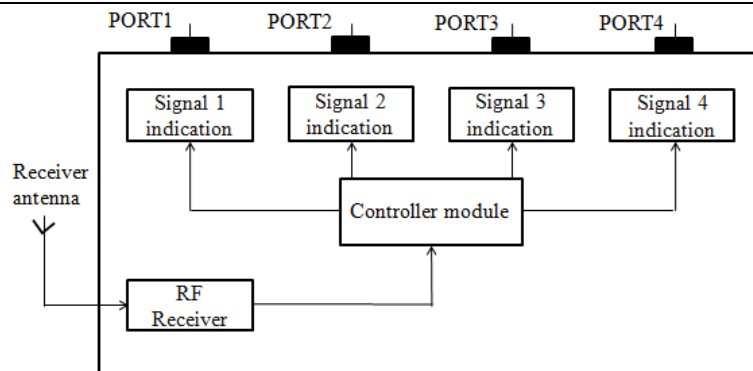 PORT1
PORT2
PORT3
PORT4
Signal 1
indication
Signal 2
indication
Signal 3
indication
Signal 4
indication
Receiver
antenna
Controller module
RF
Receiver